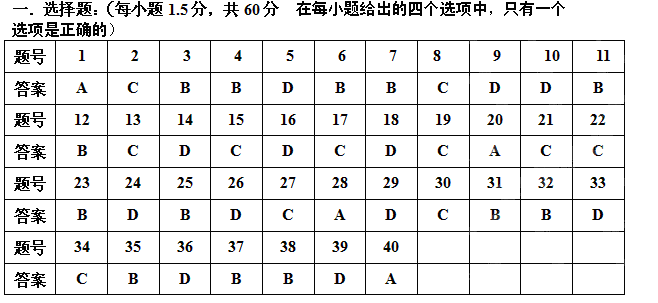 一．选择题：（每小题 1.5 分，共 60 分　在每小题给出的四个选项中，只有一个
选项是正确的）
题号 1 2 3 4 5 6 7 8 9 10 11
答案 A C B B D B B C D D B
题号 12 13 14 15 16 17 18 19 20 21 22
答案 B C D C D C D C A C C
题号 23 24 25 26 27 28 29 30 31 32 33
答案 B D B D C A D C B B D
题号 34 35 36 37 38 39 40
答案 C B D B B D A